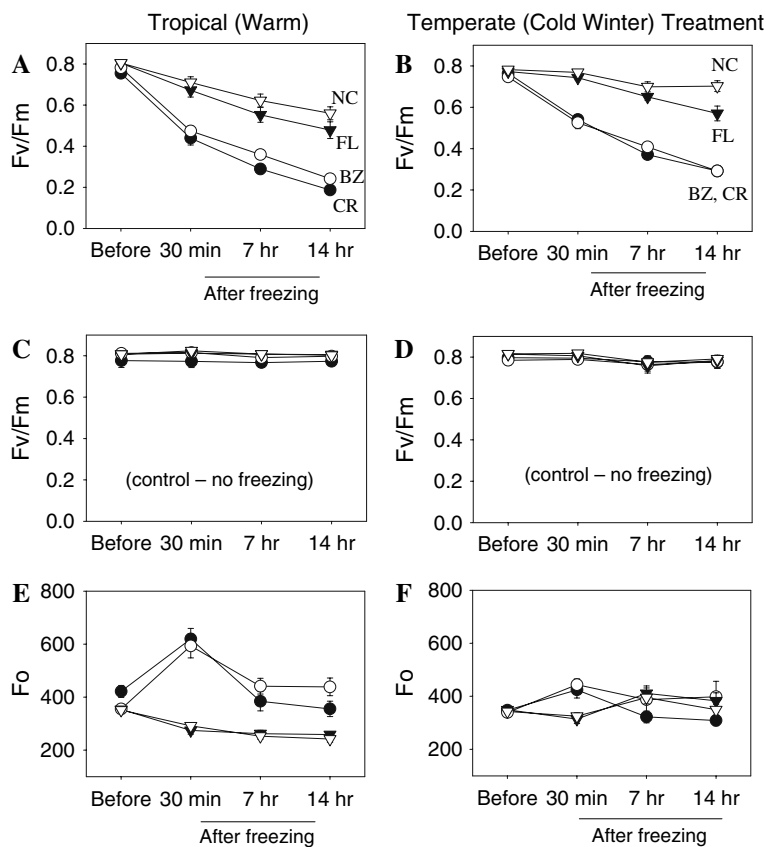 Tropical (Warm)
Temperate (Cold Winter) Treatment
A
Fv/Fm
0.8
0.6
0.4
0.2
0.0
NC
FL
BZ
CR
Before 30 min 7 hr 14 hr
After freezing
B
Fv/Fm
0.8
0.6
0.4
0.2
0.0
NC
FL
BZ, CR
Before 30 min 7 hr 14 hr
After freezing
C
Fv/Fm
0.8
0.6
0.4
0.2
0.0
(control – no freezing)
Before 30 min 7 hr 14 hr
D
Fv/Fm
0.8
0.6
0.4
0.2
0.0
(control – no freezing)
Before 30 min 7 hr 14 hr
E
Fo
800
600
400
200
Before 30 min 7 hr 14 hr
After freezing
F
Fo
800
600
400
200
Before 30 min 7 hr 14 hr
After freezing